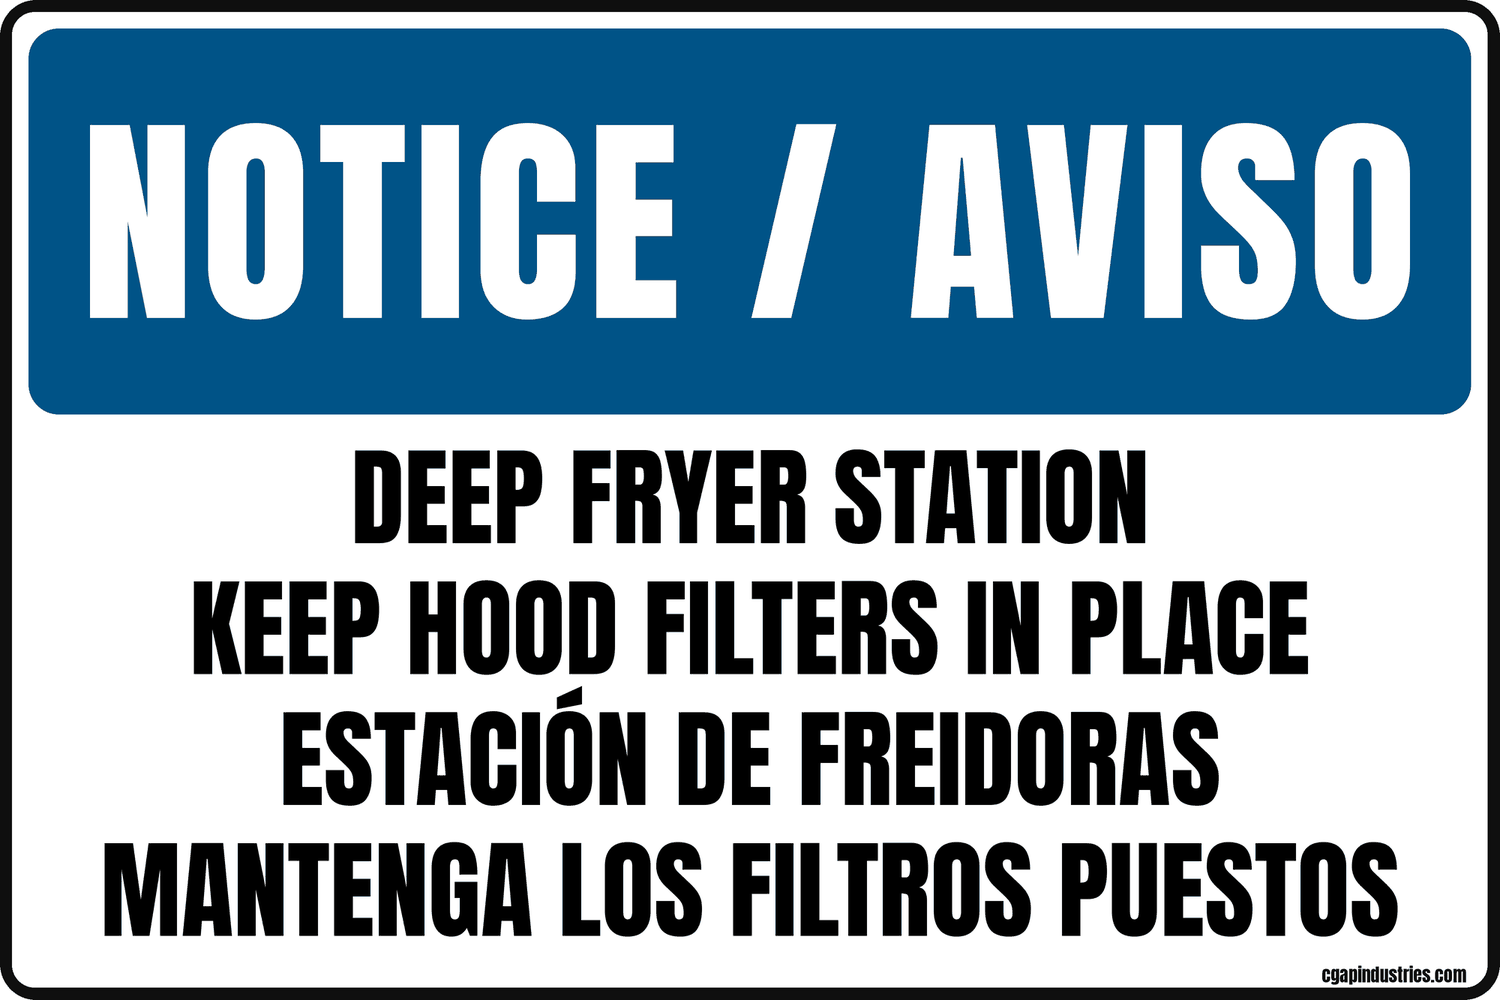 NOTICE / AVISO
DEEP FRYER STATION
KEEP HOOD FILTERS IN PLACE
ESTACIÓN DE FREIDORAS
MANTENGA LOS FILTROS PUESTOS
cgapindustries.com